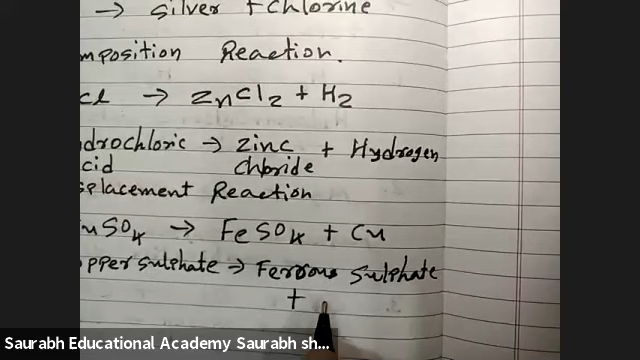 → silver + chlorine
mposition Reaction.
Cl → ZnCl2 + H2
drochloric → Zinc + Hydrogen
cid chloride
splacement Reaction
uSO4 → FeSO4 + Cu
opper sulphate → Ferrous Sulphate
+
Saurabh Educational Academy Saurabh sh...